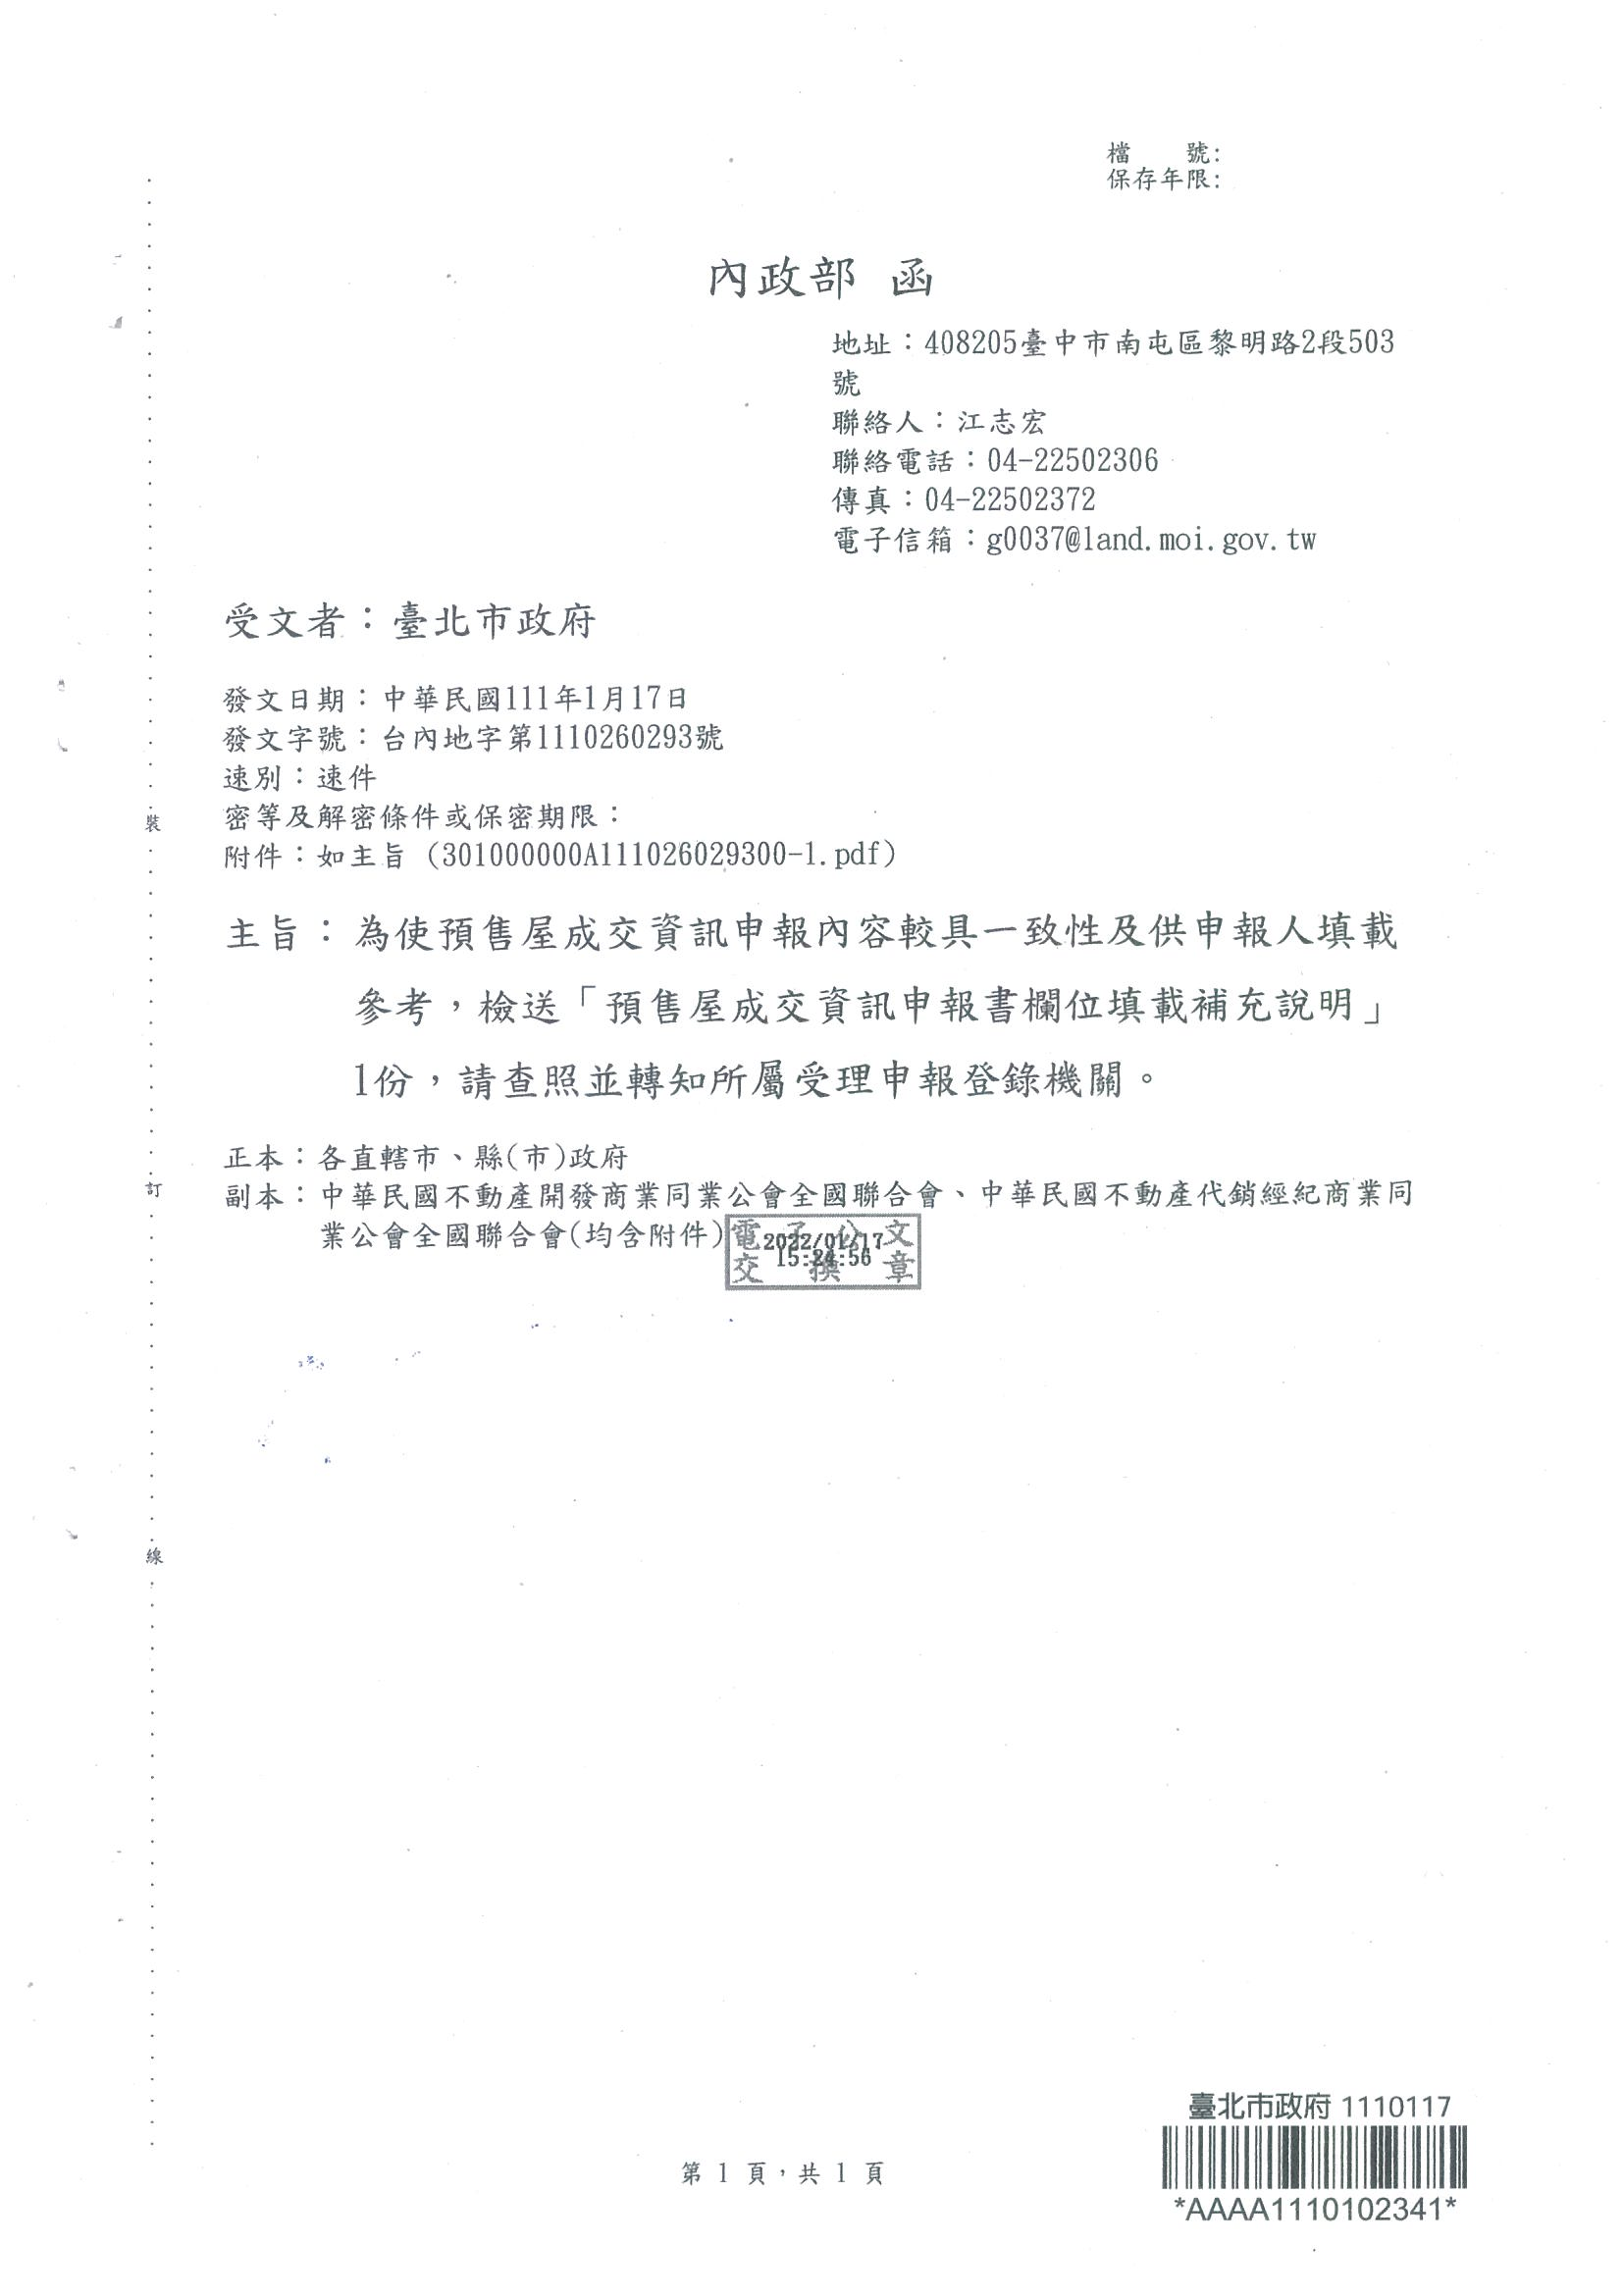 檔　　號:
保存年限:
內政部 函
地址：408205臺中市南屯區黎明路2段503
號
聯絡人：江志宏
聯絡電話：04-22502306
傳真：04-22502372
電子信箱：g0037@land.moi.gov.tw
受文者：臺北市政府
發文日期：中華民國111年1月17日
發文字號：台內地字第1110260293號
速別：速件
密等及解密條件或保密期限：
附件：如主旨（301000000A111026029300-1.pdf）
主旨：為使預售屋成交資訊申報內容較具一致性及供申報人填載
參考，檢送「預售屋成交資訊申報書欄位填載補充說明」
1份，請查照並轉知所屬受理申報登錄機關。
正本：各直轄市、縣(市)政府
副本：中華民國不動產開發商業同業公會全國聯合會、中華民國不動產代銷經紀商業同
業公會全國聯合會(均含附件)
電子公文
2022/01/17
15:24:56
交換章
裝
訂
線
第 1 頁，共 1 頁
臺北市政府 1110117
*AAAA1110102341*